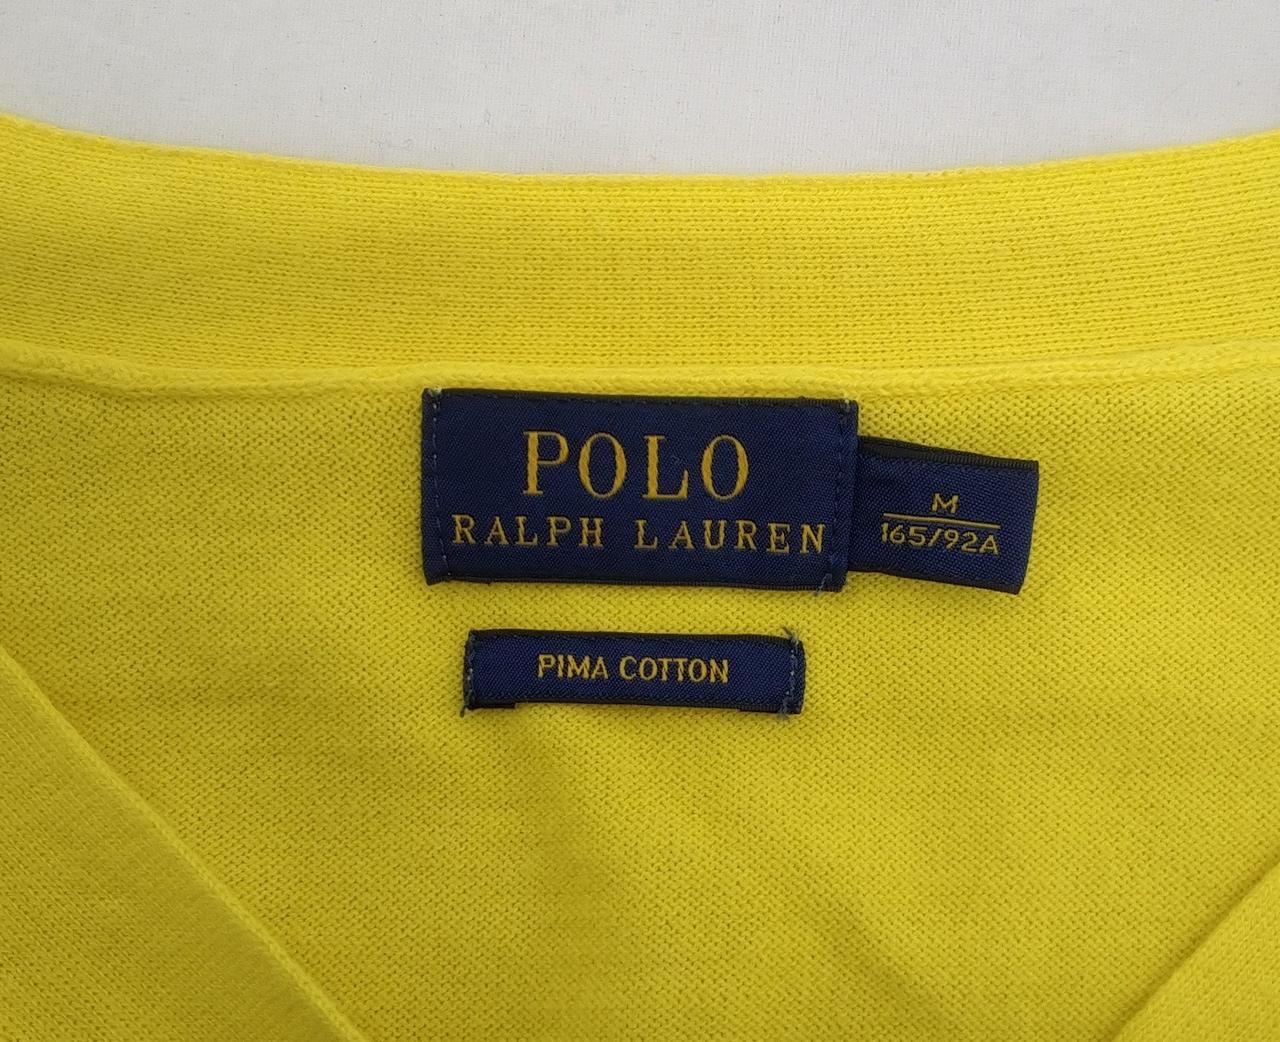 POLO
RALPH LAUREN
M
165/92A
PIMA COTTON